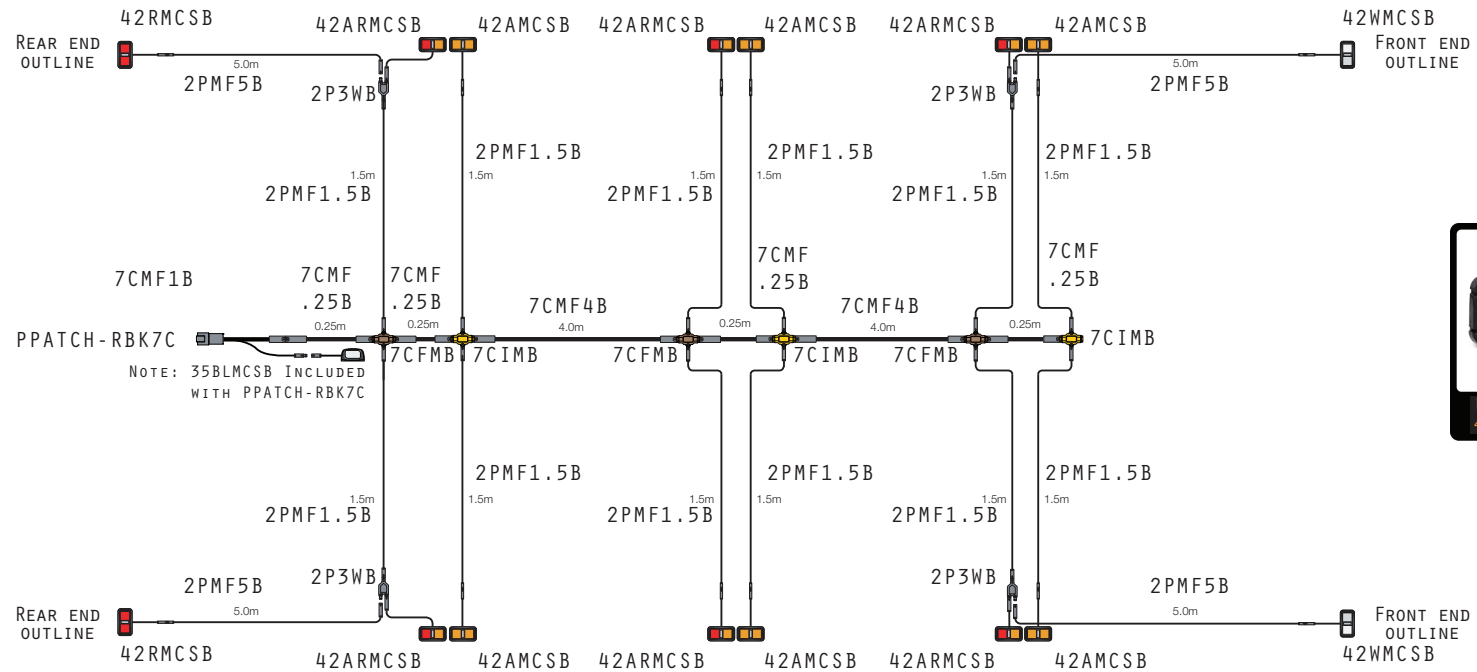 42RMCSB
42ARMCSB
42AMCSB
42ARMCSB
42AMCSB
42ARMCSB
42AMCSB
42WMCSB
REAR END
OUTLINE
FRONT END
OUTLINE
5.0m
2PMF5B
2P3WB
2P3WB
5.0m
2PMF5B
2PMF1.5B
2PMF1.5B
2PMF1.5B
1.5m
2PMF1.5B
1.5m
1.5m
2PMF1.5B
1.5m
1.5m
2PMF1.5B
1.5m
7CMF1B
7CMF
.25B
7CMF
.25B
7CMF4B
7CMF
.25B
7CMF4B
7CMF
.25B
PPATCH-RBK7C
0.25m
0.25m
4.0m
0.25m
4.0m
0.25m
7CIMB
7CFMB
7CIMB
7CFMB
7CIMB
7CFMB
NOTE: 35BLMCSB INCLUDED
WITH PPATCH-RBK7C
2PMF1.5B
2PMF1.5B
2PMF1.5B
1.5m
2PMF1.5B
1.5m
1.5m
2PMF1.5B
1.5m
1.5m
2PMF1.5B
1.5m
2PMF5B
5.0m
2P3WB
2P3WB
2PMF5B
5.0m
REAR END
OUTLINE
FRONT END
OUTLINE
42RMCSB
42ARMCSB
42AMCSB
42ARMCSB
42AMCSB
42ARMCSB
42AMCSB
42WMCSB